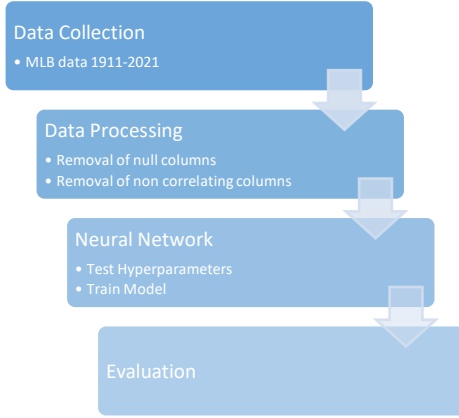 Data Collection
• MLB data 1911-2021
Data Processing
• Removal of null columns
• Removal of non correlating columns
Neural Network
• Test Hyperparameters
• Train Model
Evaluation